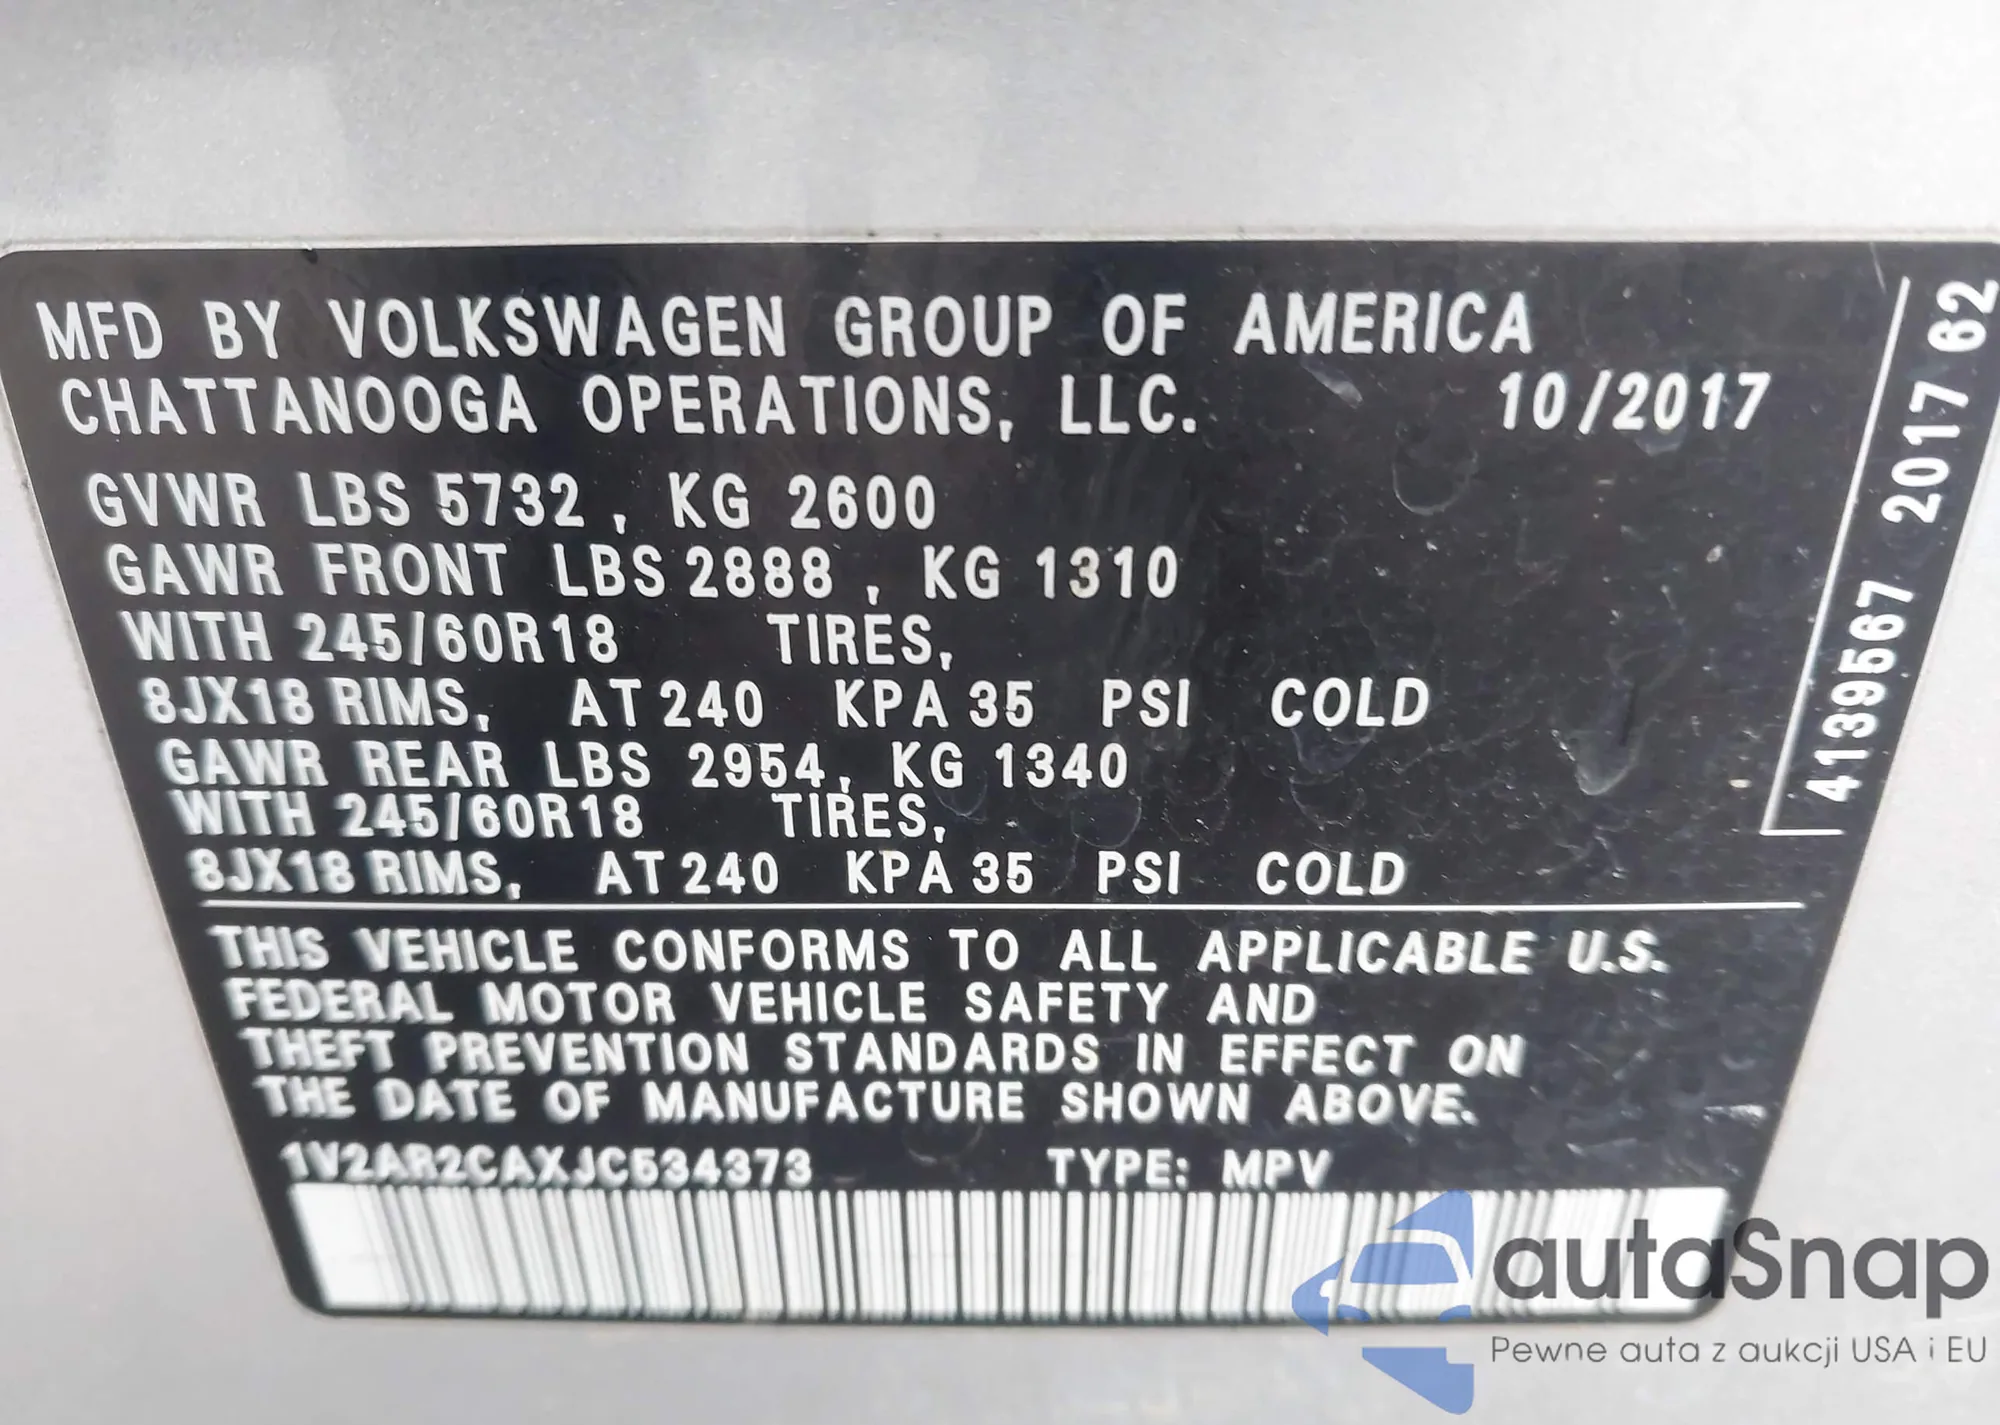 MFD BY VOLKSWAGEN GROUP OF AMERICA
CHATTANOOGA OPERATIONS, LLC. 10/2017
GVWR LBS 5732 , KG 2600
GAWR FRONT LBS 2888 , KG 1310
WITH 245/60R18 TIRES,
8JX18 RIMS, AT 240 KPA 35 PSI COLD
GAWR REAR LBS 2954, KG 1340
WITH 245/60R18 TIRES,
8JX18 RIMS, AT 240 KPA 35 PSI COLD
4139567 2017 62
THIS VEHICLE CONFORMS TO ALL APPLICABLE U.S.
FEDERAL MOTOR VEHICLE SAFETY AND
THEFT PREVENTION STANDARDS IN EFFECT ON
THE DATE OF MANUFACTURE SHOWN ABOVE.
1V2AR2CAXJC534373 TYPE: MPV
autaSnap
Pewne auta z aukcji USA i EU